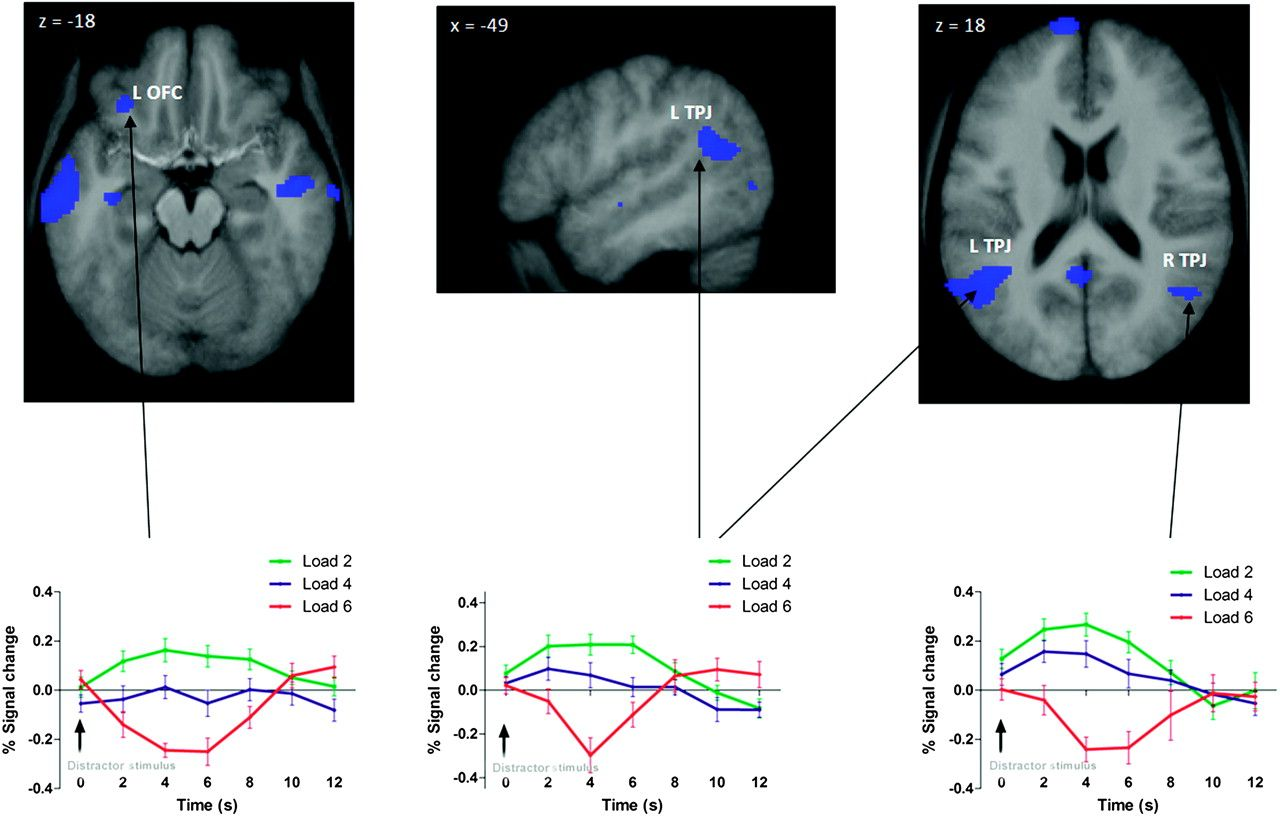 z = -18
L OFC
x = -49
L TPJ
z = 18
L TPJ
R TPJ
Load 2
Load 4
Load 6
0.4
0.2
0.0
-0.2
-0.4
% Signal change
Distractor stimulus
0 2 4 6 8 10 12
Time (s)
Load 2
Load 4
Load 6
0.4
0.2
0.0
-0.2
-0.4
% Signal change
Distractor stimulus
0 2 4 6 8 10 12
Time (s)
Load 2
Load 4
Load 6
0.4
0.2
0.0
-0.2
-0.4
% Signal change
Distractor stimulus
0 2 4 6 8 10 12
Time (s)